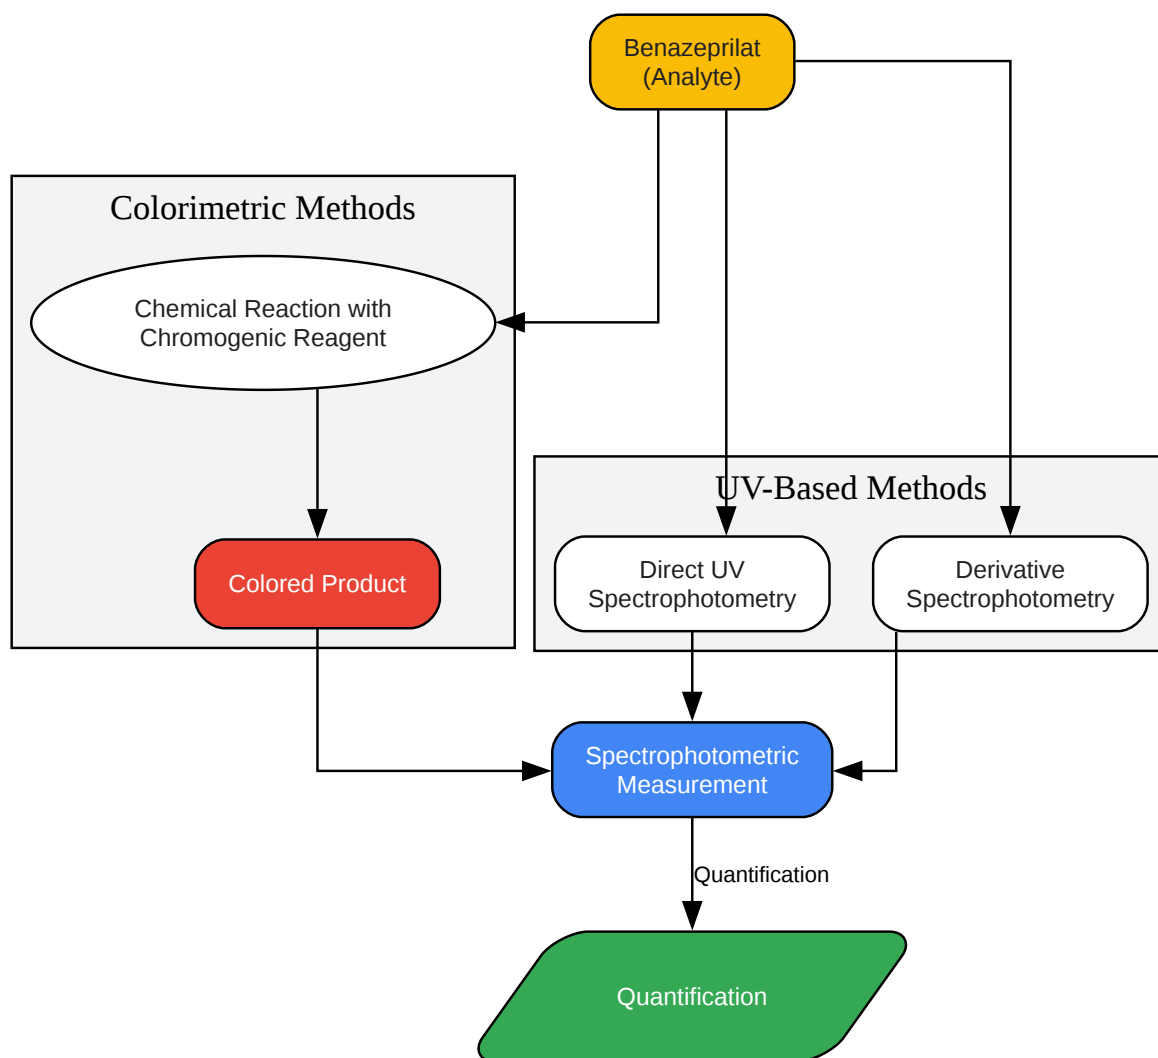 Benazeprilat
(Analyte)
Colorimetric Methods
Chemical Reaction with
Chromogenic Reagent
UV-Based Methods
Colored Product
Direct UV
Spectrophotometry
Derivative
Spectrophotometry
Spectrophotometric
Measurement
Quantification
Quantification